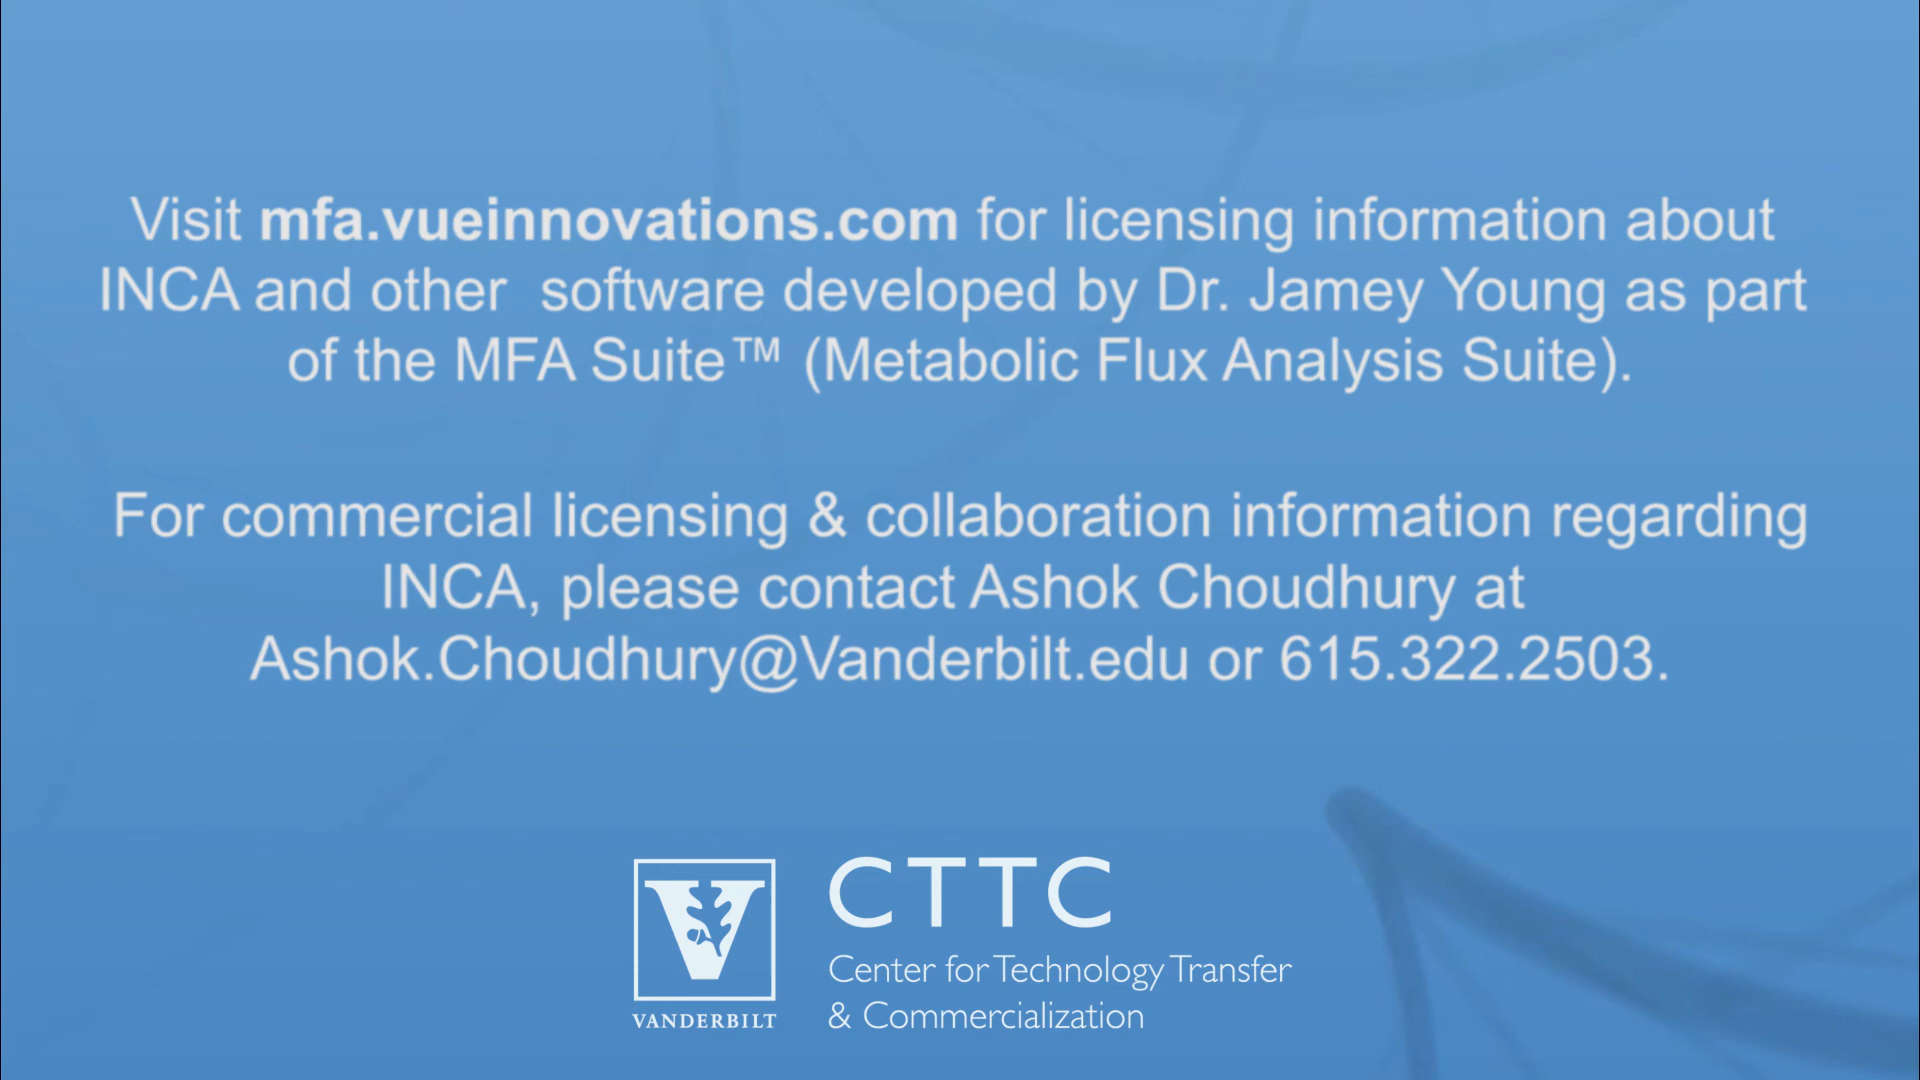 Visit mfa.vueinnovations.com for licensing information about
INCA and other  software developed by Dr. Jamey Young as part
of the MFA Suite™ (Metabolic Flux Analysis Suite).
For commercial licensing & collaboration information regarding
INCA, please contact Ashok Choudhury at
Ashok.Choudhury@Vanderbilt.edu or 615.322.2503.
V
VANDERBILT
CTTC
Center for Technology Transfer
& Commercialization